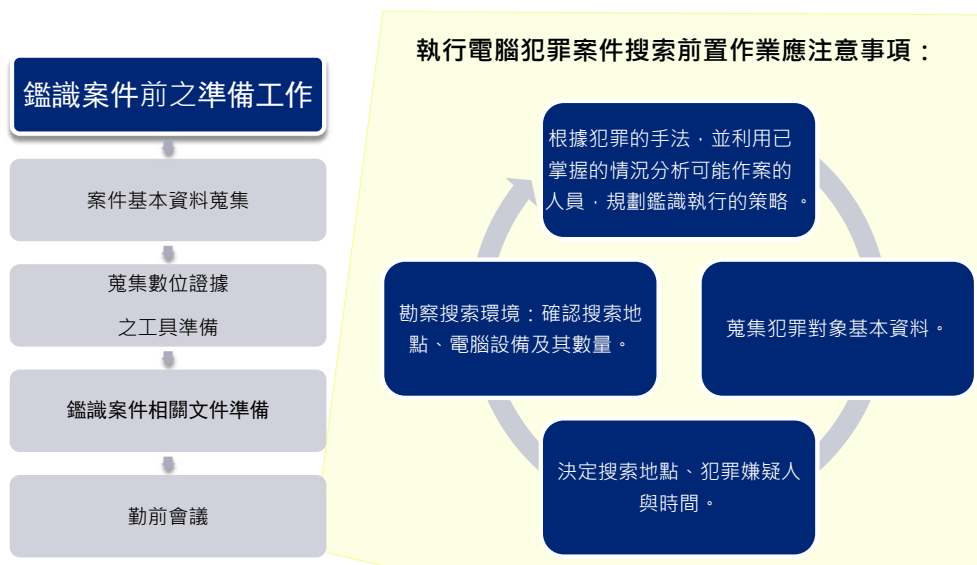 執行電腦犯罪案件搜索前置作業應注意事項：
鑑識案件前之準備工作
案件基本資料蒐集
蒐集數位證據
之工具準備
鑑識案件相關文件準備
勤前會議
根據犯罪的手法，並利用已
掌握的情況分析可能作案的
人員，規劃鑑識執行的策略。
蒐集犯罪對象基本資料。
決定搜索地點、犯罪嫌疑人
與時間。
勘察搜索環境：確認搜索地
點、電腦設備及其數量。